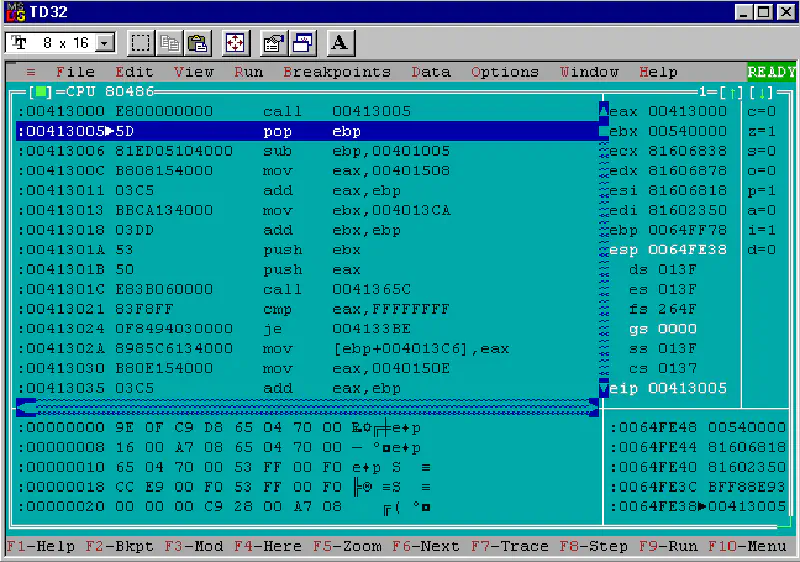 TD32
8 x 16 A
≡ File Edit View Run Breakpoints Data Options Window Help READY
[■]=CPU 80486 1=[↑][↓]
:00413000 E800000000 call 00413005 eax 00413000 c=0
:00413005►5D pop ebp ebx 00540000 z=1
:00413006 81ED05104000 sub ebp,00401005 ecx 81606838 s=0
:0041300C B808154000 mov eax,00401508 edx 81606878 o=0
:00413011 03C5 add eax,ebp esi 81606818 p=1
:00413013 BBCA134000 mov ebx,004013CA edi 81602350 a=0
:00413018 03DD add ebx,ebp ebp 0064FF78 i=1
:0041301A 53 push ebx esp 0064FE38 d=0
:0041301B 50 push eax ds 013F
:0041301C E83B060000 call 0041365C es 013F
:00413021 83F8FF cmp eax,FFFFFFFF fs 264F
:00413024 0F8494030000 je 004133BE gs 0000
:0041302A 8985C6134000 mov [ebp+004013C6],eax ss 013F
:00413030 B80E154000 mov eax,0040150E cs 0137
:00413035 03C5 add eax,ebp eip 00413005
:00000000 9E 0F C9 D8 65 04 70 00 ₧☼╔╪e♦p :0064FE48 00540000
:00000008 16 00 A7 08 65 04 70 00 ▬ º◘e♦p :0064FE44 81606818
:00000010 65 04 70 00 53 FF 00 F0 e♦p S ≡ :0064FE40 81602350
:00000018 CC E9 00 F0 53 FF 00 F0 ╠Θ ≡S ≡ :0064FE3C BFF88E93
:00000020 00 00 00 C9 28 00 A7 08 ╔( º◘ :0064FE38►00413005
F1-Help F2-Bkpt F3-Mod F4-Here F5-Zoom F6-Next F7-Trace F8-Step F9-Run F10-Menu